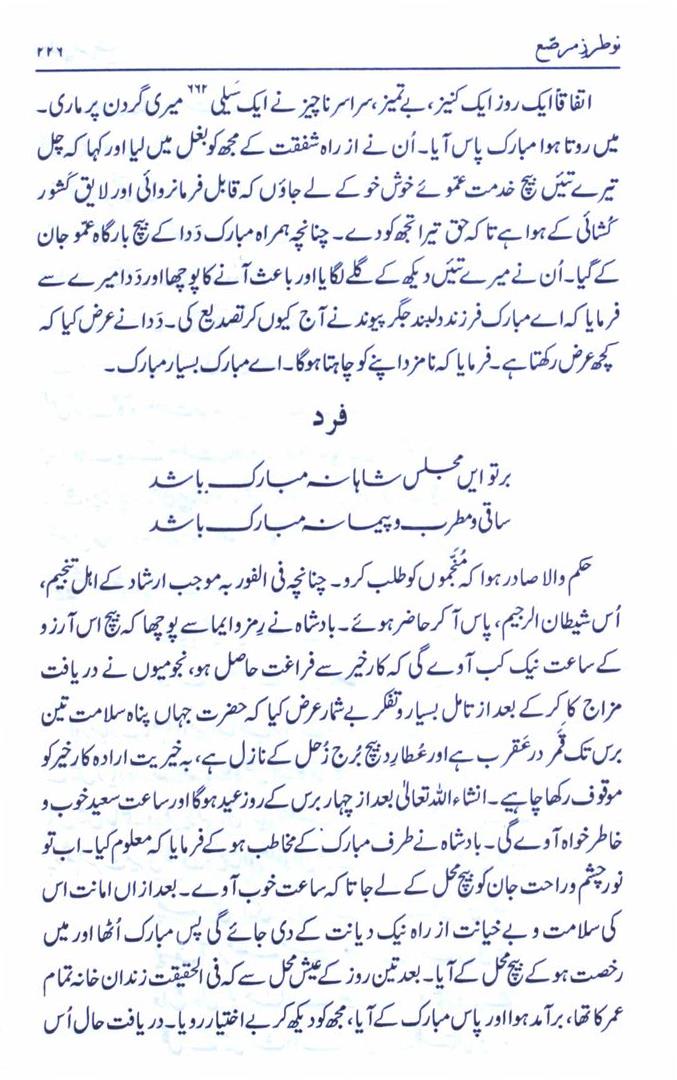 نو طرزِ مرصّع
۲۲۶
اتفاقاً ایک روز ایک کنیز، بے تمیز، سراسر ناچیز نے ایک سَیلی ۶۶۲ میری گردن پر ماری۔
میں روتا ہوا مبارک پاس آیا۔ اُن نے از راہ شفقت کے مجھ کو بغل میں لیا اور کہا کہ چل
تیرے تئیں بیچ خدمت عموئے خوش خو کے لے جاؤں کہ قابل فرمانروائی اور لایق کشور
کشائی کے ہوا ہے تا کہ حق تیرا تجھ کو دے۔ چنانچہ ہمراہ مبارک دَدا کے بیچ بارگاہ عمّو جان
کے گیا۔ اُن نے میرے تئیں دیکھ کے گلے لگایا اور باعث آنے کا پوچھا اور دَدا میرے سے
فرمایا کہ اے مبارک فرزند دلبند جگر پیوند نے آج کیوں کر تصدیع کی۔ دَدا نے عرض کیا کہ
کچھ عرض رکھتا ہے۔ فرمایا کہ نامزد اپنے کو چاہتا ہوگا۔ اے مبارک بسیار مبارک۔
فرد
بر تو ایں مجلس شاہانہ مبارک باشد
ساقی و مطرب و پیمانہ مبارک باشد
حکم والا صادر ہوا کہ مُنجّموں کو طلب کرو۔ چنانچہ فی الفور بہ موجب ارشاد کے اہل تنجیم،
اُس شیطان الرجیم، پاس آ کر حاضر ہوئے۔ بادشاہ نے رمز و ایما سے پوچھا کہ بیچ اس آرزو
کے ساعت نیک کب آوے گی کہ کار خیر سے فراغت حاصل ہو، نجومیوں نے دریافت
مزاج کا کر کے بعد از تامل بسیار و تفکر بے شمار عرض کیا کہ حضرت جہاں پناہ سلامت تین
برس تک قَمَر در عَقرب ہے اور عُطارِد بیچ بُرج زُحل کے نازل ہے، بہ خیریت ارادہ کار خیر کو
موقوف رکھا چاہیے۔ انشاء اللہ تعالیٰ بعد از چہار برس کے روز عید ہوگا اور ساعت سعید خوب و
خاطر خواہ آوے گی۔ بادشاہ نے طرف مبارک کے مخاطب ہو کے فرمایا کہ معلوم کیا۔ اب تو
نور چشم و راحت جان کو بیچ محل کے لے جا تا کہ ساعت خوب آوے۔ بعد ازاں امانت اس
کی سلامت و بے خیانت از راہ نیک دیانت کے دی جائے گی پس مبارک اُٹھا اور میں
رخصت ہو کے بیچ محل کے آیا۔ بعد تین روز کے عیش محل سے کہ فی الحقیقت زندان خانہ تمام
عمر کا تھا، برآمد ہوا اور پاس مبارک کے آیا، مجھ کو دیکھ کر بے اختیار رویا۔ دریافت حال اُس